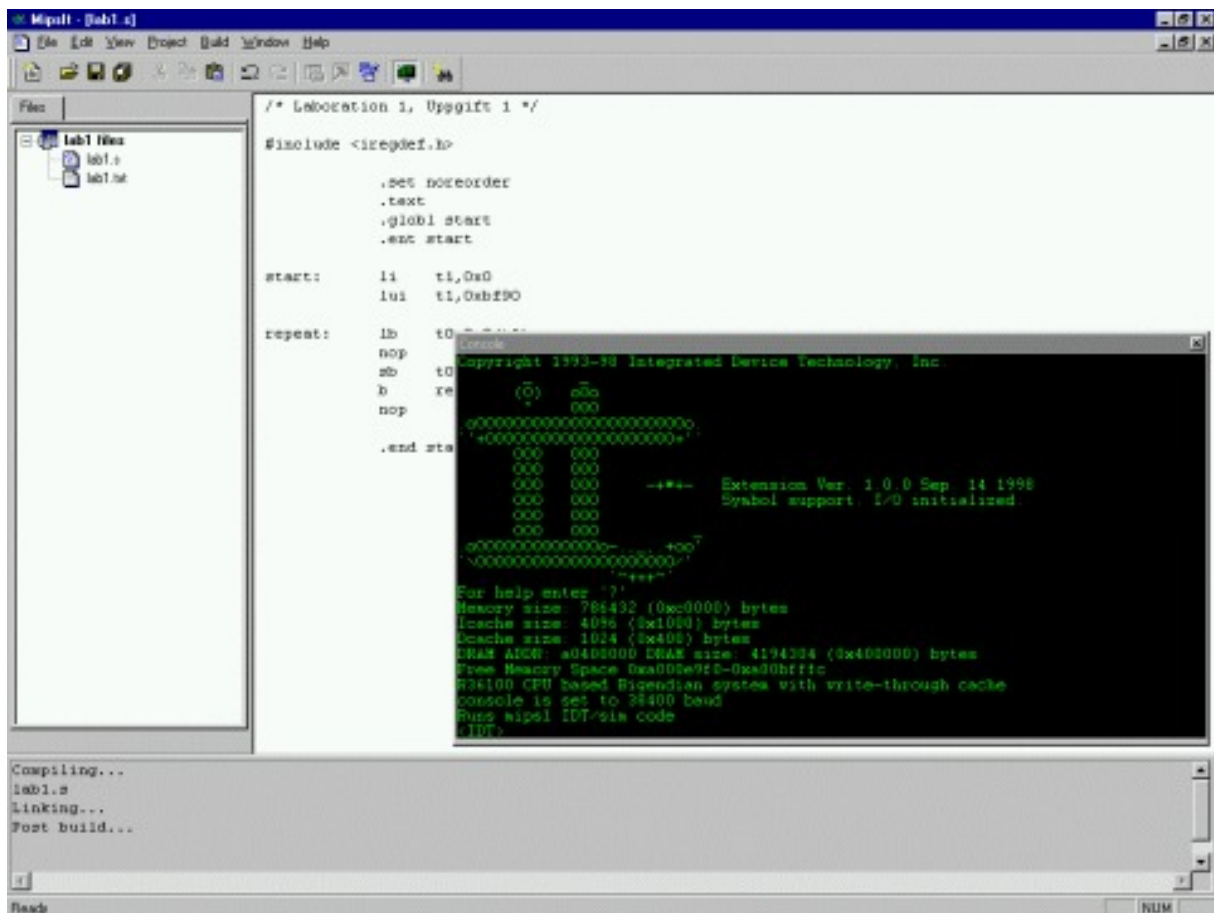 MipsIt - [lab1.s]
File Edit View Project Build Window Help
Files
lab1 files
lab1.s
lab1.txt
/* Laboration 1, Uppgift 1 */
#include <iregdef.h>
.set noreorder
.text
.globl start
.ent start
start: li t1,0x0
lui t1,0xbf90
repeat: lb t0
nop
sb t0
b re
nop
.end sta
Console
Copyright 1993-98 Integrated Device Technology, Inc.
Extension Ver. 1.0.0 Sep. 14 1998
Symbol support. I/O initialized.
For help enter '?'
Memory size: 786432 (0xc0000) bytes
Icache size: 4096 (0x1000) bytes
Dcache size: 1024 (0x400) bytes
DRAM ADDR: a0400000 DRAM size: 4194304 (0x400000) bytes
Free Memory Space 0xa000e9f0-0xa00bfffc
R36100 CPU based Bigendian system with write-through cache
console is set to 38400 baud
Runs mips1 IDT/sim code
<IDT>
Compiling...
lab1.s
Linking...
Post build...
Ready
NUM